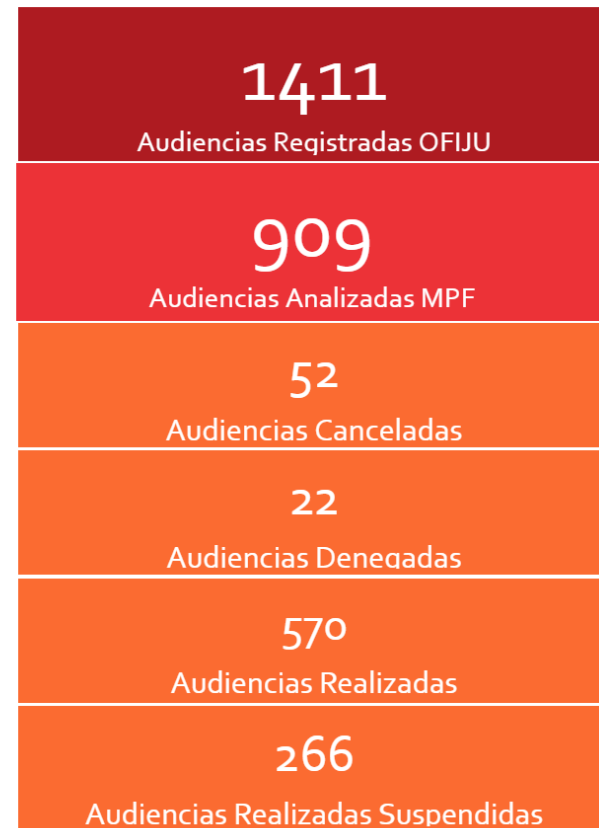 1411
Audiencias Registradas OFIJU
909
Audiencias Analizadas MPF
52
Audiencias Canceladas
22
Audiencias Denegadas
570
Audiencias Realizadas
266
Audiencias Realizadas Suspendidas